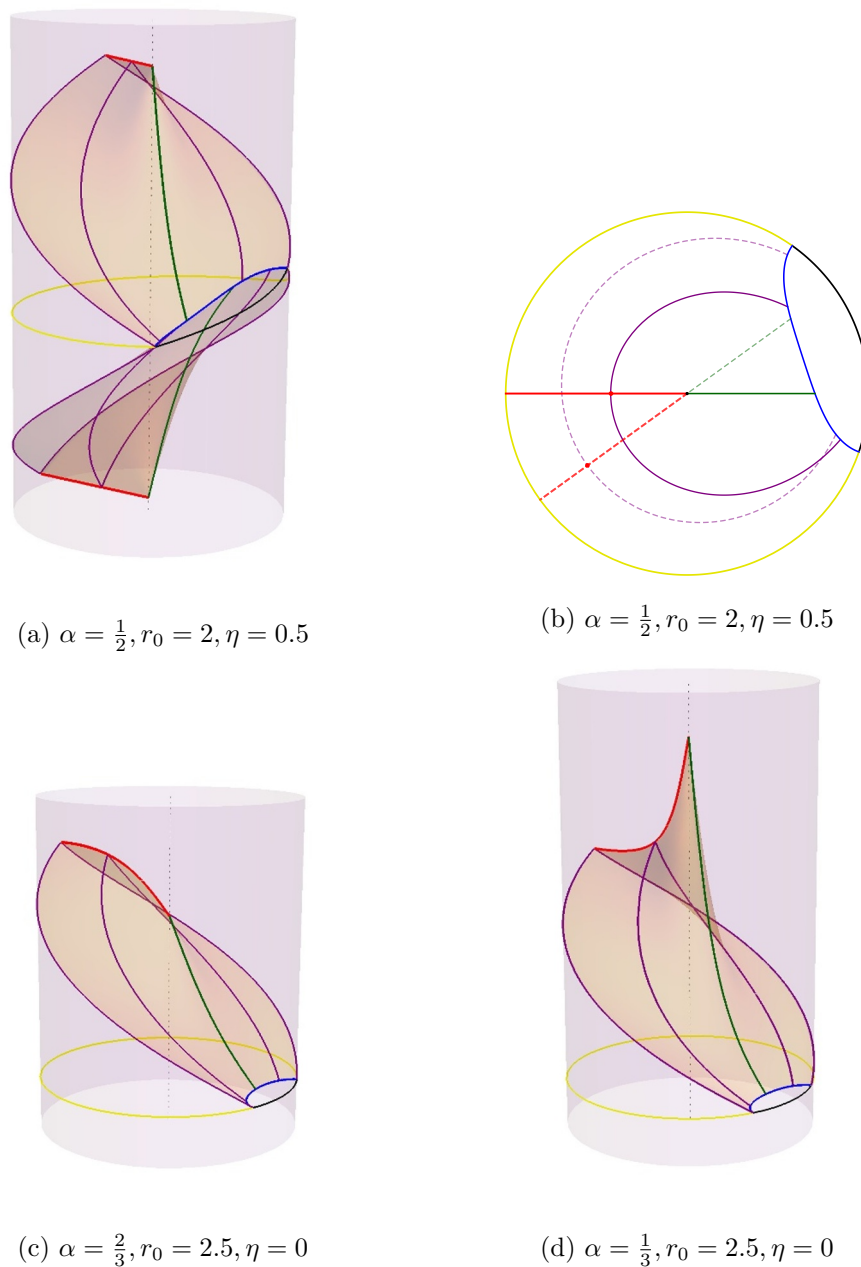 (a) α = 1/2, r₀ = 2, η = 0.5
(b) α = 1/2, r₀ = 2, η = 0.5
(c) α = 2/3, r₀ = 2.5, η = 0
(d) α = 1/3, r₀ = 2.5, η = 0